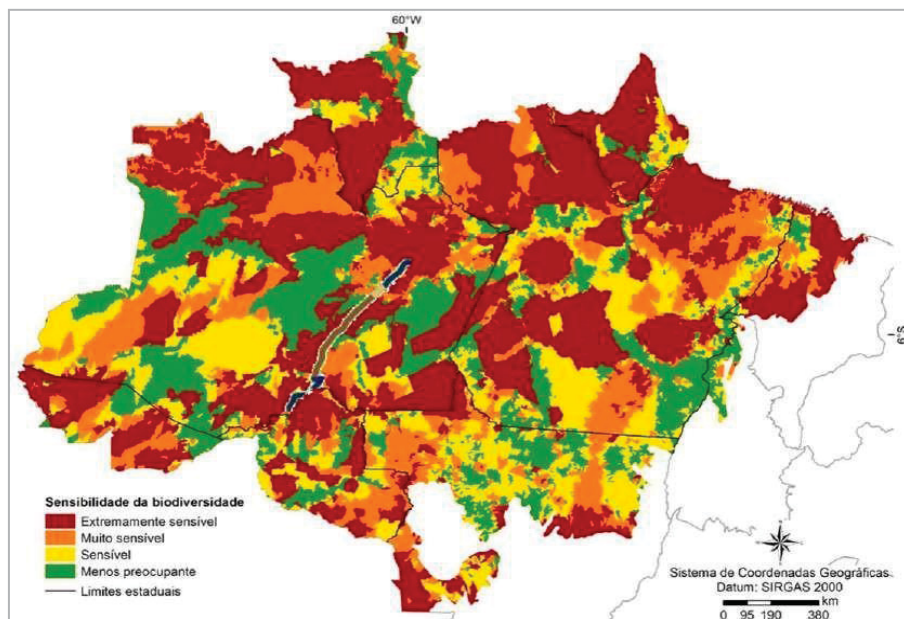 60°W
6°S
Sensibilidade da biodiversidade
Extremamente sensível
Muito sensível
Sensível
Menos preocupante
Limites estaduais
Sistema de Coordenadas Geográficas
Datum: SIRGAS 2000
km
0 95 190 380